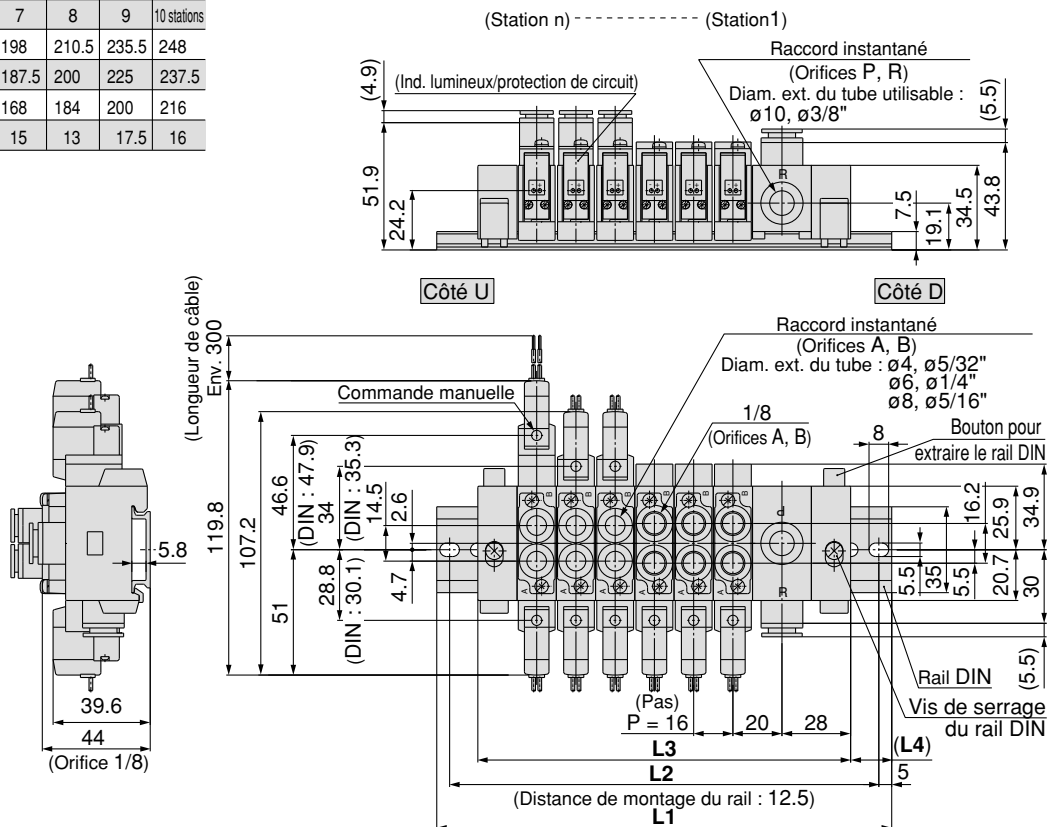 7 8 9 10 stations
198 210.5 235.5 248
187.5 200 225 237.5
168 184 200 216
15 13 17.5 16
(Station n) (Station1)
Raccord instantané
(Orifices P, R)
Diam. ext. du tube utilisable :
ø10, ø3/8"
(Ind. lumineux/protection de circuit)
(4.9)
51.9
24.2
(5.5)
7.5
19.1
34.5
43.8
R
Côté U
Côté D
(Longueur de câble)
Env. 300
Raccord instantané
(Orifices A, B)
Diam. ext. du tube : ø4, ø5/32"
ø6, ø1/4"
ø8, ø5/16"
Commande manuelle
1/8
(Orifices A, B)
8
Bouton pour
extraire le rail DIN
119.8
107.2
46.6
(DIN : 47.9)
34
(DIN : 35.3)
14.5
2.6
51
28.8
(DIN : 30.1)
4.7
16.2
25.9
34.9
5.5
35
5.5
20.7
30
(5.5)
B B B B B B
A A A A A A
P
R
5.8
39.6
44
(Orifice 1/8)
Rail DIN
Vis de serrage
du rail DIN
(Pas)
P = 16 20 28
L3 (L4)
L2 5
(Distance de montage du rail : 12.5)
L1